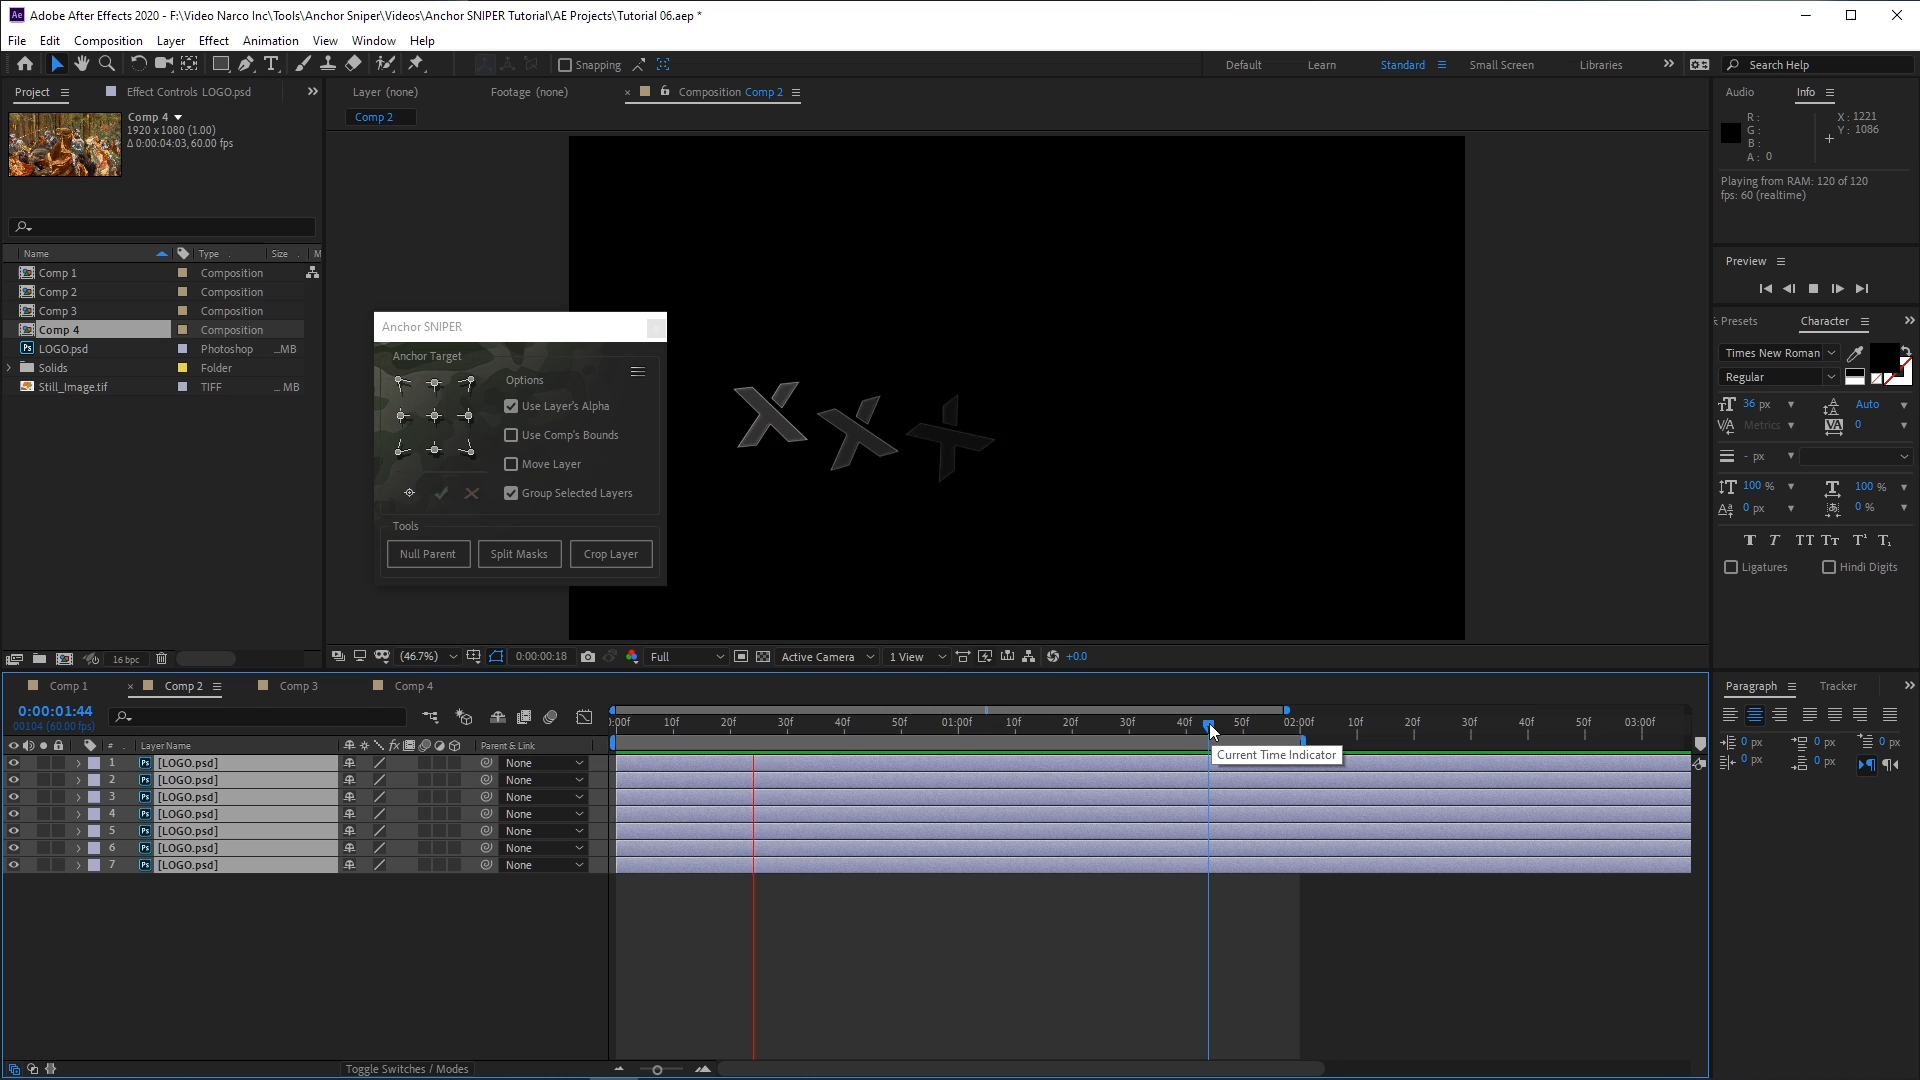 Adobe After Effects 2020 - F:\Video Narco Inc\Tools\Anchor Sniper\Videos\Anchor SNIPER Tutorial\AE Projects\Tutorial 06.aep *
File Edit Composition Layer Effect Animation View Window Help
Snapping
Default Learn Standard Small Screen Libraries
Search Help
Project
Effect Controls LOGO.psd
Layer (none)
Footage (none)
Composition Comp 2
Comp 2
Comp 4
1920 x 1080 (1.00)
Δ 0:00:04:03, 60.00 fps
Name Type Size M
Comp 1 Composition
Comp 2 Composition
Comp 3 Composition
Comp 4 Composition
LOGO.psd Photoshop ...MB
Solids Folder
Still_Image.tif TIFF ... MB
16 bpc
Anchor SNIPER
Anchor Target
Options
Use Layer's Alpha
Use Comp's Bounds
Move Layer
Group Selected Layers
Tools
Null Parent
Split Masks
Crop Layer
(46.7%)
0:00:00:18
Full
Active Camera
1 View
+0.0
Audio
Info
R:
G:
B:
A: 0
X: 1221
Y: 1086
Playing from RAM: 120 of 120
fps: 60 (realtime)
Preview
Presets
Character
Times New Roman
Regular
36 px
Auto
Metrics
0
- px
100 %
100 %
0 px
0 %
Ligatures
Hindi Digits
Paragraph
Tracker
0 px 0 px 0 px
0 px 0 px
Comp 1
Comp 2
Comp 3
Comp 4
0:00:01:44
00104 (60.00 fps)
:00f 10f 20f 30f 40f 50f 01:00f 10f 20f 30f 40f 50f 02:00f 10f 20f 30f 40f 50f 03:00f
# Layer Name Parent & Link
Current Time Indicator
1 [LOGO.psd] None
2 [LOGO.psd] None
3 [LOGO.psd] None
4 [LOGO.psd] None
5 [LOGO.psd] None
6 [LOGO.psd] None
7 [LOGO.psd] None
Toggle Switches / Modes